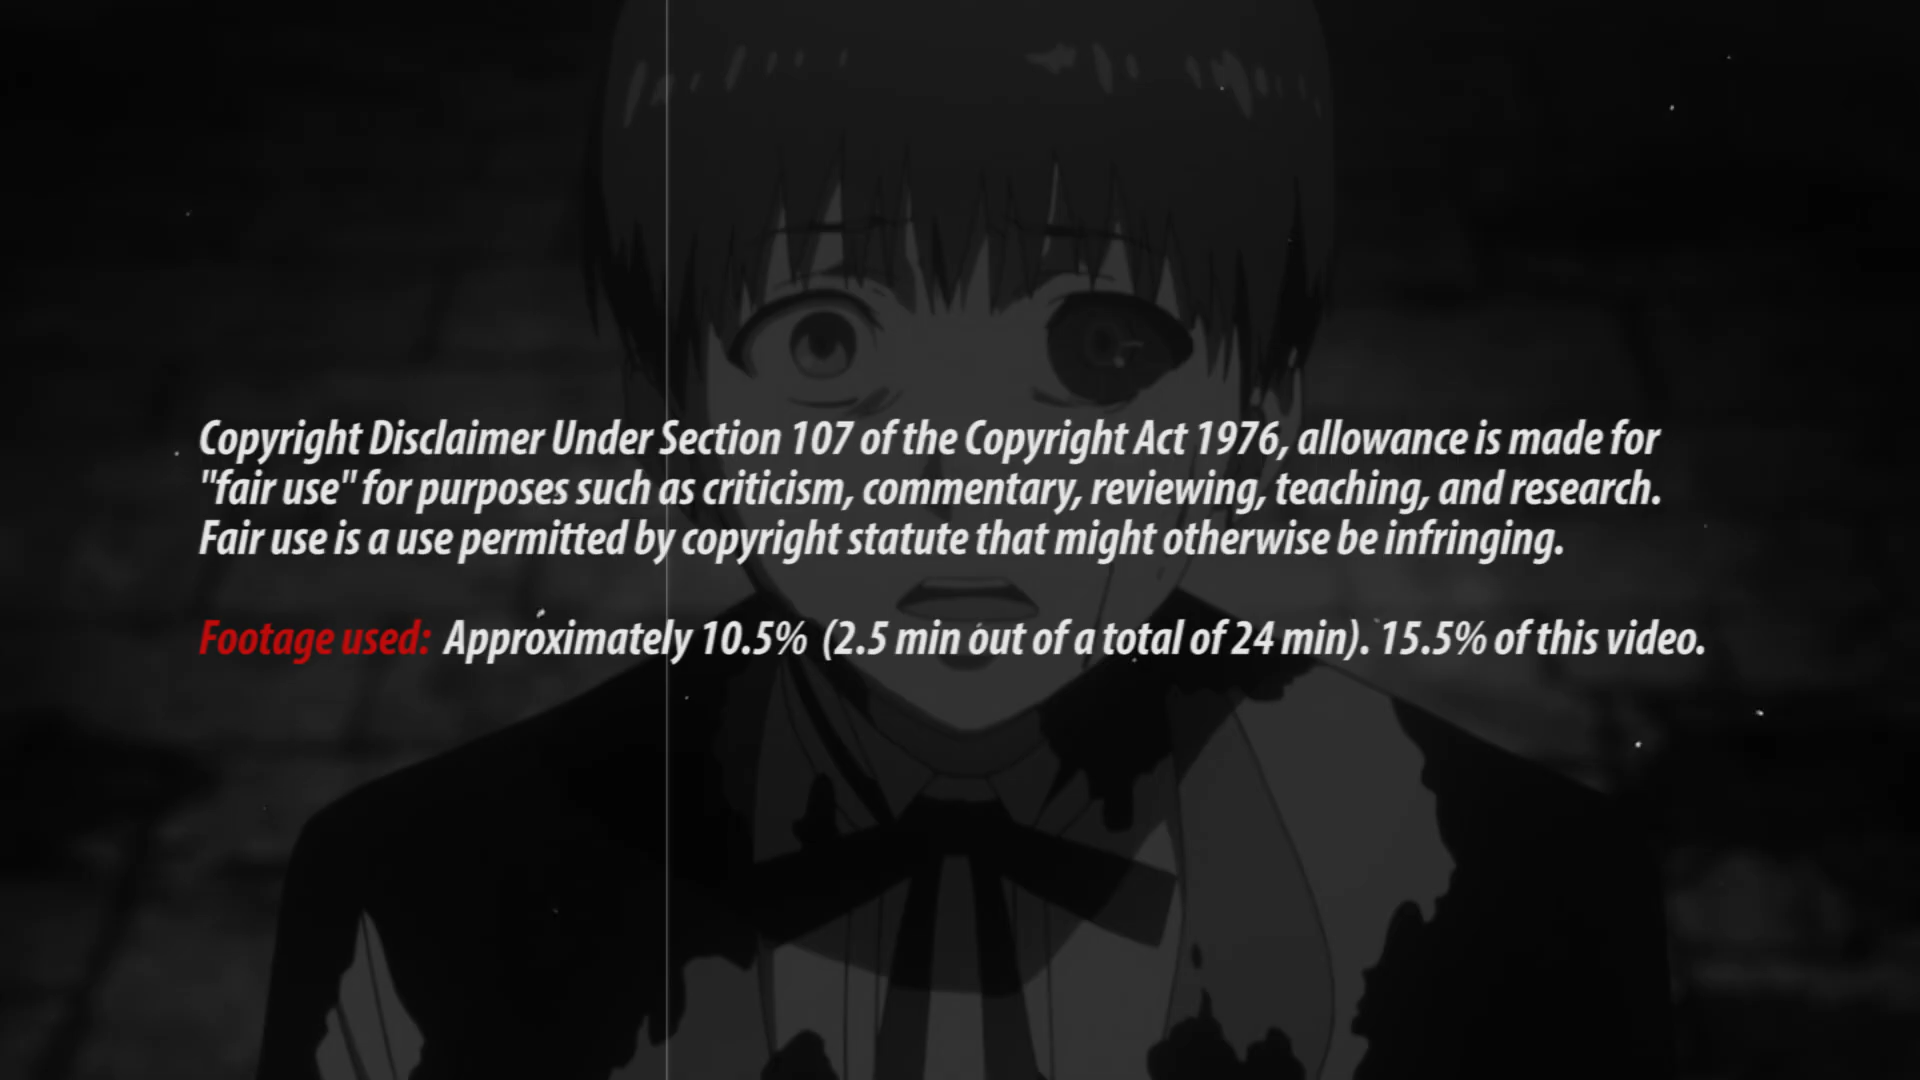 Copyright Disclaimer Under Section 107 of the Copyright Act 1976, allowance is made for
"fair use" for purposes such as criticism, commentary, reviewing, teaching, and research.
Fair use is a use permitted by copyright statute that might otherwise be infringing.
Footage used: Approximately 10.5% (2.5 min out of a total of 24 min). 15.5% of this video.